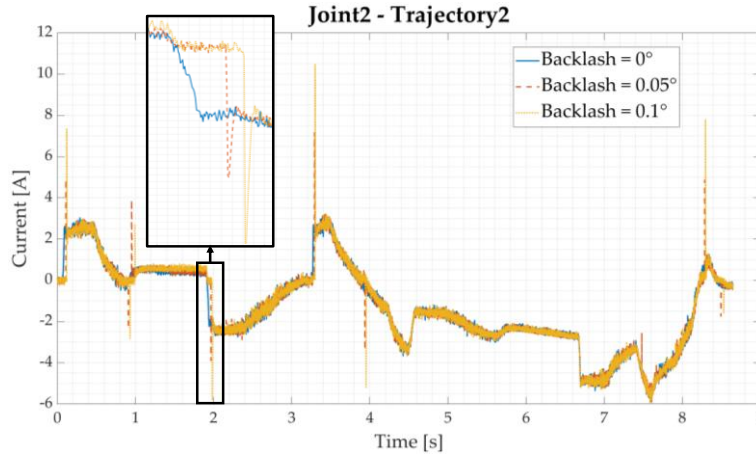 Joint2 - Trajectory2
12
10
8
6
4
2
0
-2
-4
-6
Current [A]
Backlash = 0°
Backlash = 0.05°
Backlash = 0.1°
0 1 2 3 4 5 6 7 8
Time [s]